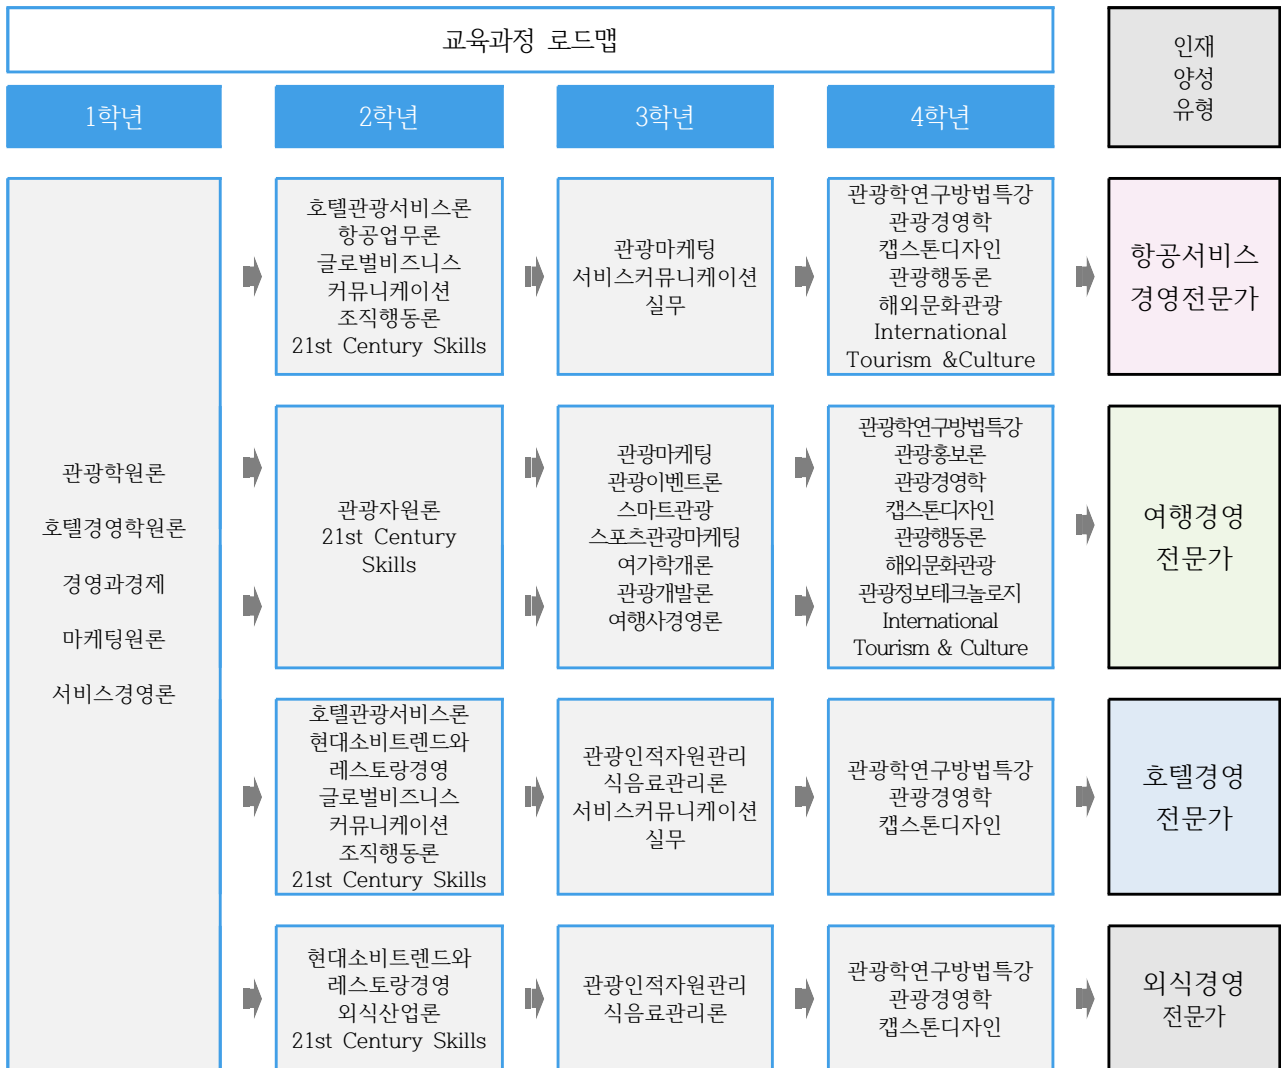 교육과정 로드맵
인재
양성
유형
1학년
2학년
3학년
4학년
관광학원론
호텔경영학원론
경영과경제
마케팅원론
서비스경영론
호텔관광서비스론
항공업무론
글로벌비즈니스
커뮤니케이션
조직행동론
21st Century Skills
관광마케팅
서비스커뮤니케이션
실무
관광학연구방법특강
관광경영학
캡스톤디자인
관광행동론
해외문화관광
International
Tourism &Culture
항공서비스
경영전문가
관광자원론
21st Century
Skills
관광마케팅
관광이벤트론
스마트관광
스포츠관광마케팅
여가학개론
관광개발론
여행사경영론
관광학연구방법특강
관광홍보론
관광경영학
캡스톤디자인
관광행동론
해외문화관광
관광정보테크놀로지
International
Tourism & Culture
여행경영
전문가
호텔관광서비스론
현대소비트렌드와
레스토랑경영
글로벌비즈니스
커뮤니케이션
조직행동론
21st Century Skills
관광인적자원관리
식음료관리론
서비스커뮤니케이션
실무
관광학연구방법특강
관광경영학
캡스톤디자인
호텔경영
전문가
현대소비트렌드와
레스토랑경영
외식산업론
21st Century Skills
관광인적자원관리
식음료관리론
관광학연구방법특강
관광경영학
캡스톤디자인
외식경영
전문가